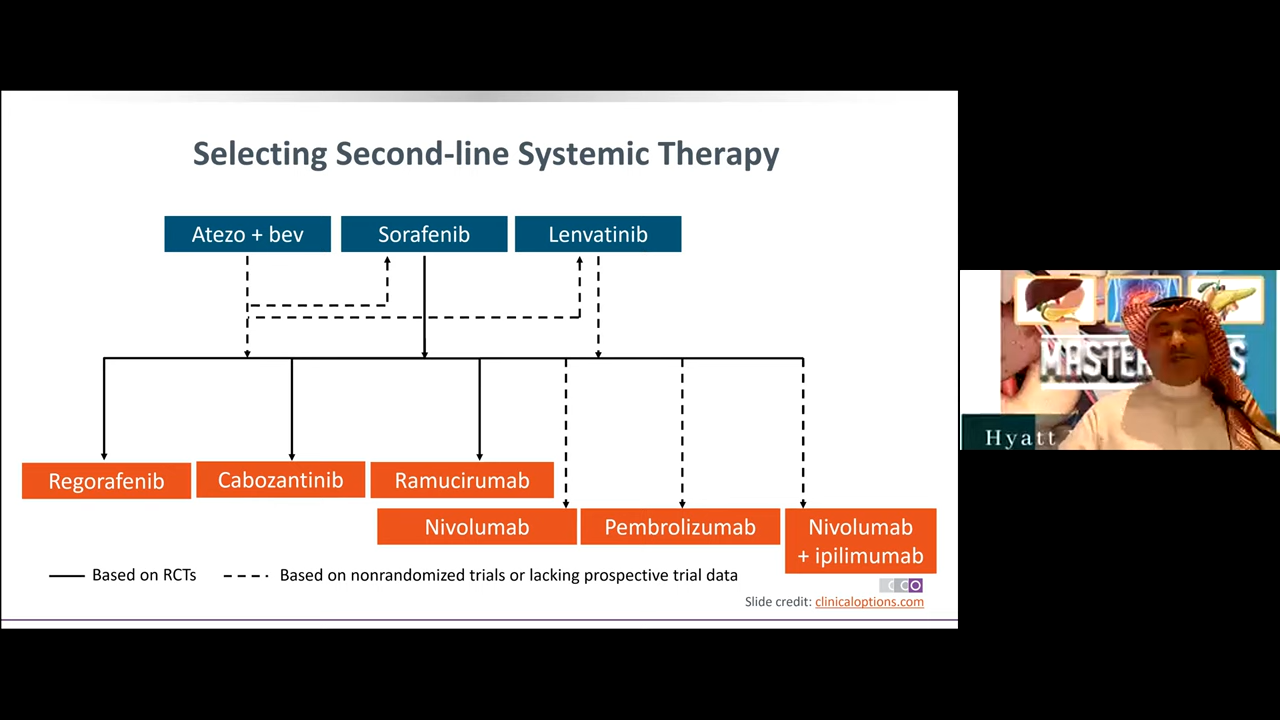 Selecting Second-line Systemic Therapy
Atezo + bev
Sorafenib
Lenvatinib
Regorafenib
Cabozantinib
Ramucirumab
Nivolumab
Pembrolizumab
Nivolumab
+ ipilimumab
Based on RCTs
Based on nonrandomized trials or lacking prospective trial data
CCO
Slide credit: clinicaloptions.com
Hyatt